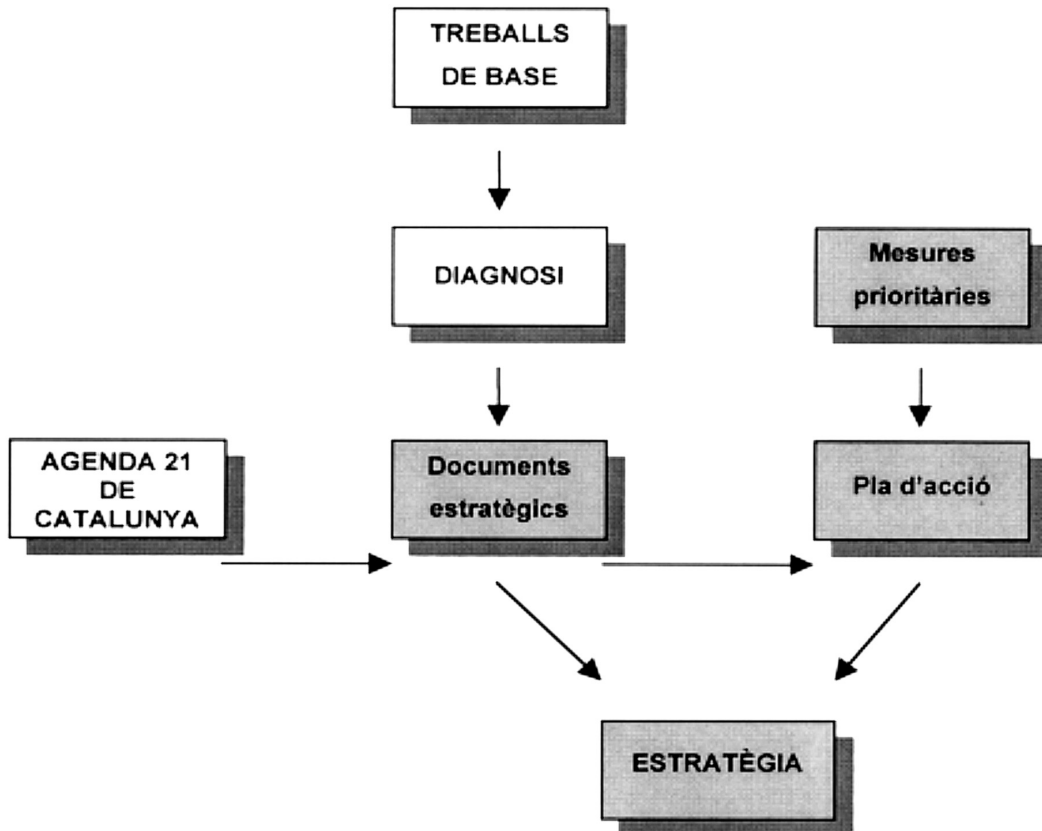 TREBALLS
DE BASE
DIAGNOSI
Mesures
prioritàries
AGENDA 21
DE
CATALUNYA
Documents
estratègics
Pla d'acció
ESTRATÈGIA